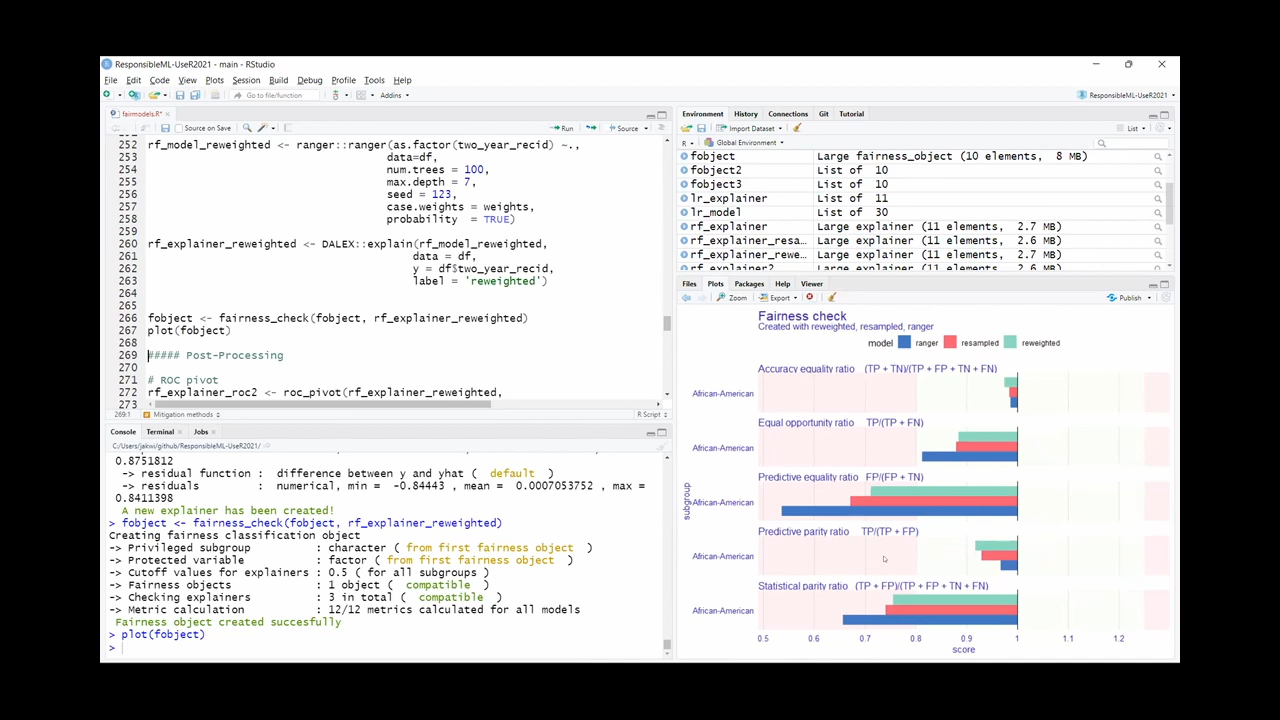 ResponsibleML-UseR2021 - main - RStudio
File Edit Code View Plots Session Build Debug Profile Tools Help
Go to file/function
Addins
ResponsibleML-UseR2021
fairmodels.R*
Source on Save
Run
Source
252 rf_model_reweighted <- ranger::ranger(as.factor(two_year_recid) ~.,
253 data=df,
254 num.trees = 100,
255 max.depth = 7,
256 seed = 123,
257 case.weights = weights,
258 probability = TRUE)
259
260 rf_explainer_reweighted <- DALEX::explain(rf_model_reweighted,
261 data = df,
262 y = df$two_year_recid,
263 label = 'reweighted')
264
265
266 fobject <- fairness_check(fobject, rf_explainer_reweighted)
267 plot(fobject)
268
269 ##### Post-Processing
270
271 # ROC pivot
272 rf_explainer_roc2 <- roc_pivot(rf_explainer_reweighted,
273
269:1 Mitigation methods R Script
Console Terminal Jobs
C:/Users/jakwi/github/ResponsibleML-UseR2021/
0.8751812
-> residual function : difference between y and yhat ( default )
-> residuals : numerical, min = -0.84443 , mean = 0.0007053752 , max =
0.8411398
A new explainer has been created!
> fobject <- fairness_check(fobject, rf_explainer_reweighted)
Creating fairness classification object
-> Privileged subgroup : character ( from first fairness object )
-> Protected variable : factor ( from first fairness object )
-> Cutoff values for explainers : 0.5 ( for all subgroups )
-> Fairness objects : 1 object ( compatible )
-> Checking explainers : 3 in total ( compatible )
-> Metric calculation : 12/12 metrics calculated for all models
Fairness object created succesfully
> plot(fobject)
>
Environment History Connections Git Tutorial
Import Dataset
List
R Global Environment
fobject Large fairness_object (10 elements, 8 MB)
fobject2 List of 10
fobject3 List of 10
lr_explainer List of 11
lr_model List of 30
rf_explainer Large explainer (11 elements, 2.7 MB)
rf_explainer_resa… Large explainer (11 elements, 2.6 MB)
rf_explainer_rewe… Large explainer (11 elements, 2.7 MB)
rf_explainer2 Large explainer (11 elements, 2.6 MB)
Files Plots Packages Help Viewer
Zoom Export Publish
Fairness check
Created with reweighted, resampled, ranger
model ranger resampled reweighted
Accuracy equality ratio (TP + TN)/(TP + FP + TN + FN)
African-American
Equal opportunity ratio TP/(TP + FN)
African-American
Predictive equality ratio FP/(FP + TN)
African-American
subgroup
Predictive parity ratio TP/(TP + FP)
African-American
Statistical parity ratio (TP + FP)/(TP + FP + TN + FN)
African-American
0.5 0.6 0.7 0.8 0.9 1 1.1 1.2
score